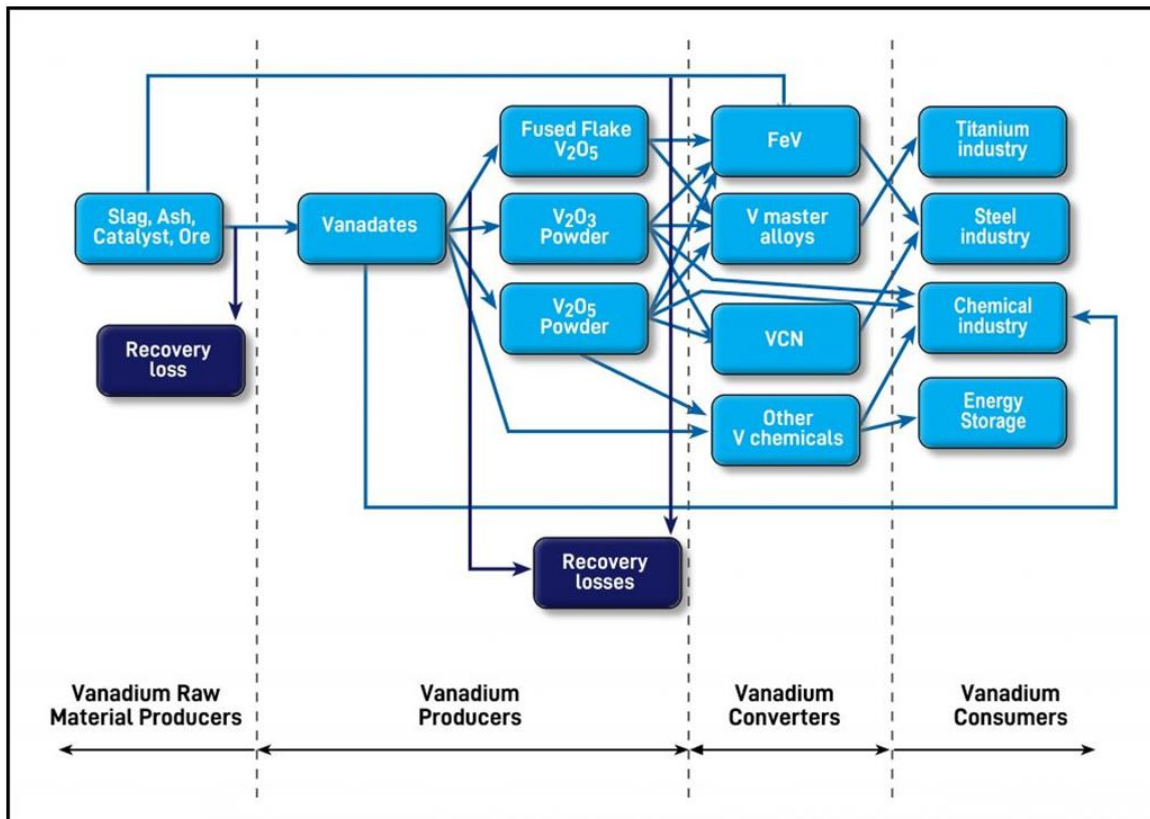 Fused Flake
V₂O₅
FeV
Titanium
industry
Slag, Ash,
Catalyst, Ore
Vanadates
V₂O₃
Powder
V master
alloys
Steel
industry
V₂O₅
Powder
Chemical
industry
Recovery
loss
VCN
Energy
Storage
Other
V chemicals
Recovery
losses
Vanadium Raw
Material Producers
Vanadium
Producers
Vanadium
Converters
Vanadium
Consumers